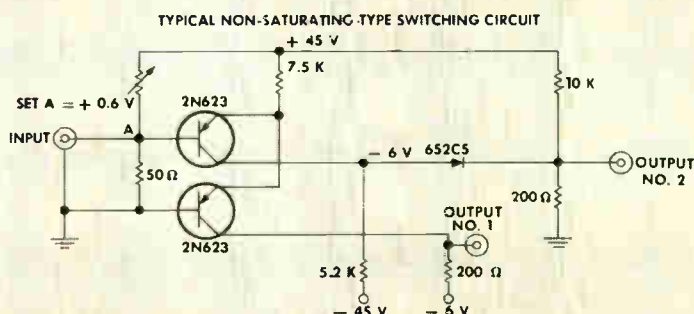 TYPICAL NON-SATURATING-TYPE SWITCHING CIRCUIT
+ 45 V
7.5 K
10 K
SET A = + 0.6 V
2N623
INPUT
A
- 6 V
652C5
OUTPUT
NO. 2
50 Ω
200 Ω
OUTPUT
NO. 1
2N623
5.2 K
200 Ω
- 45 V
- 6 V